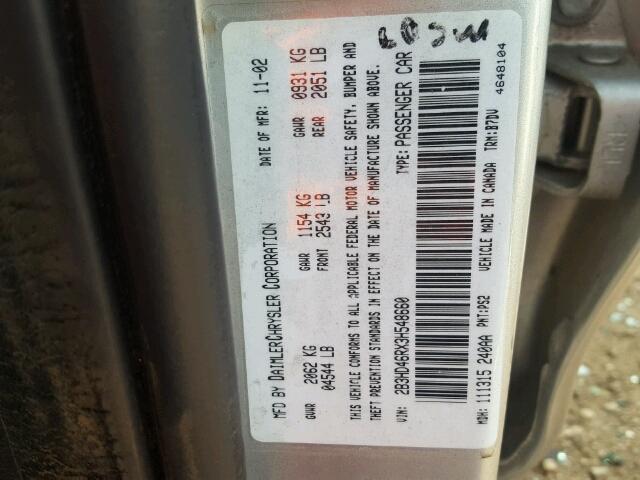 MFD BY DAIMLERCHRYSLER CORPORATION DATE OF MFR: 11-02
GVWR 2062 KG 04544 LB GAWR FRONT 1154 KG 2543 LB GAWR REAR 0931 KG 2051 LB
THIS VEHICLE CONFORMS TO ALL APPLICABLE FEDERAL MOTOR VEHICLE SAFETY, BUMPER AND
THEFT PREVENTION STANDARDS IN EFFECT ON THE DATE OF MANUFACTURE SHOWN ABOVE.
VIN: 2B3HD46RX3H548660 TYPE: PASSENGER CAR
MDH: 111315 240AA PNT: PS2 VEHICLE MADE IN CANADA TRM: B7DV
4648104